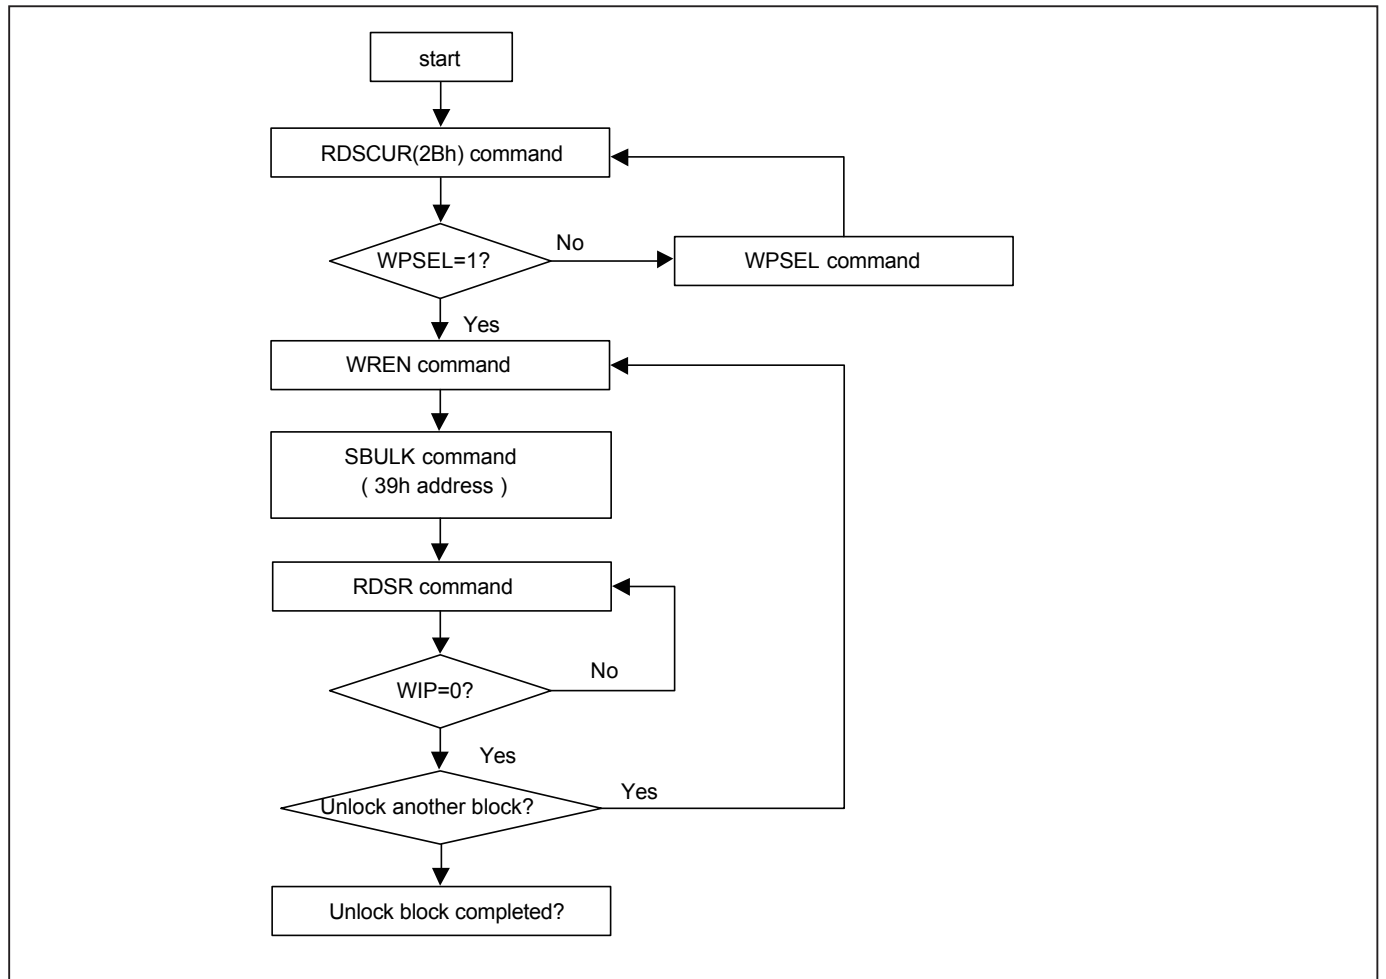 start
RDSCUR(2Bh) command
WPSEL=1?
No
WPSEL command
Yes
WREN command
SBULK command
( 39h address )
RDSR command
WIP=0?
No
Yes
Unlock another block?
Yes
Unlock block completed?